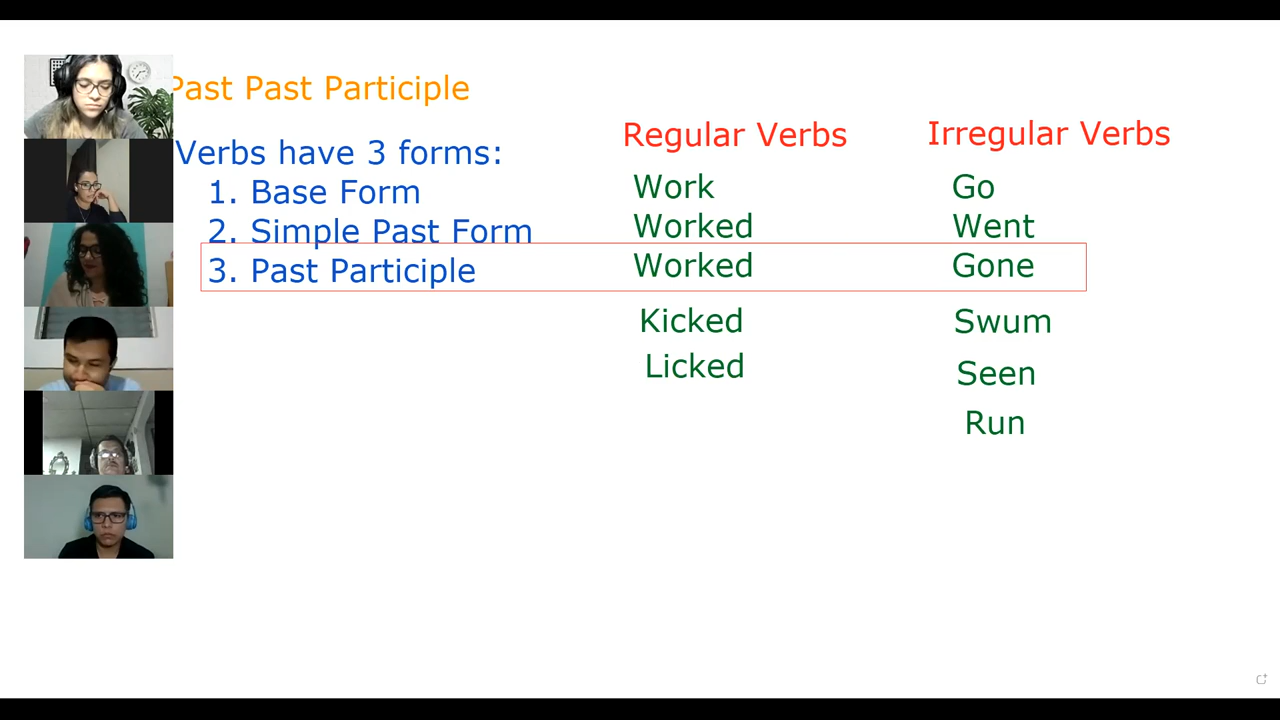 Past Past Participle
Verbs have 3 forms:
1. Base Form
2. Simple Past Form
3. Past Participle
Regular Verbs
Work
Worked
Worked
Kicked
Licked
Irregular Verbs
Go
Went
Gone
Swum
Seen
Run